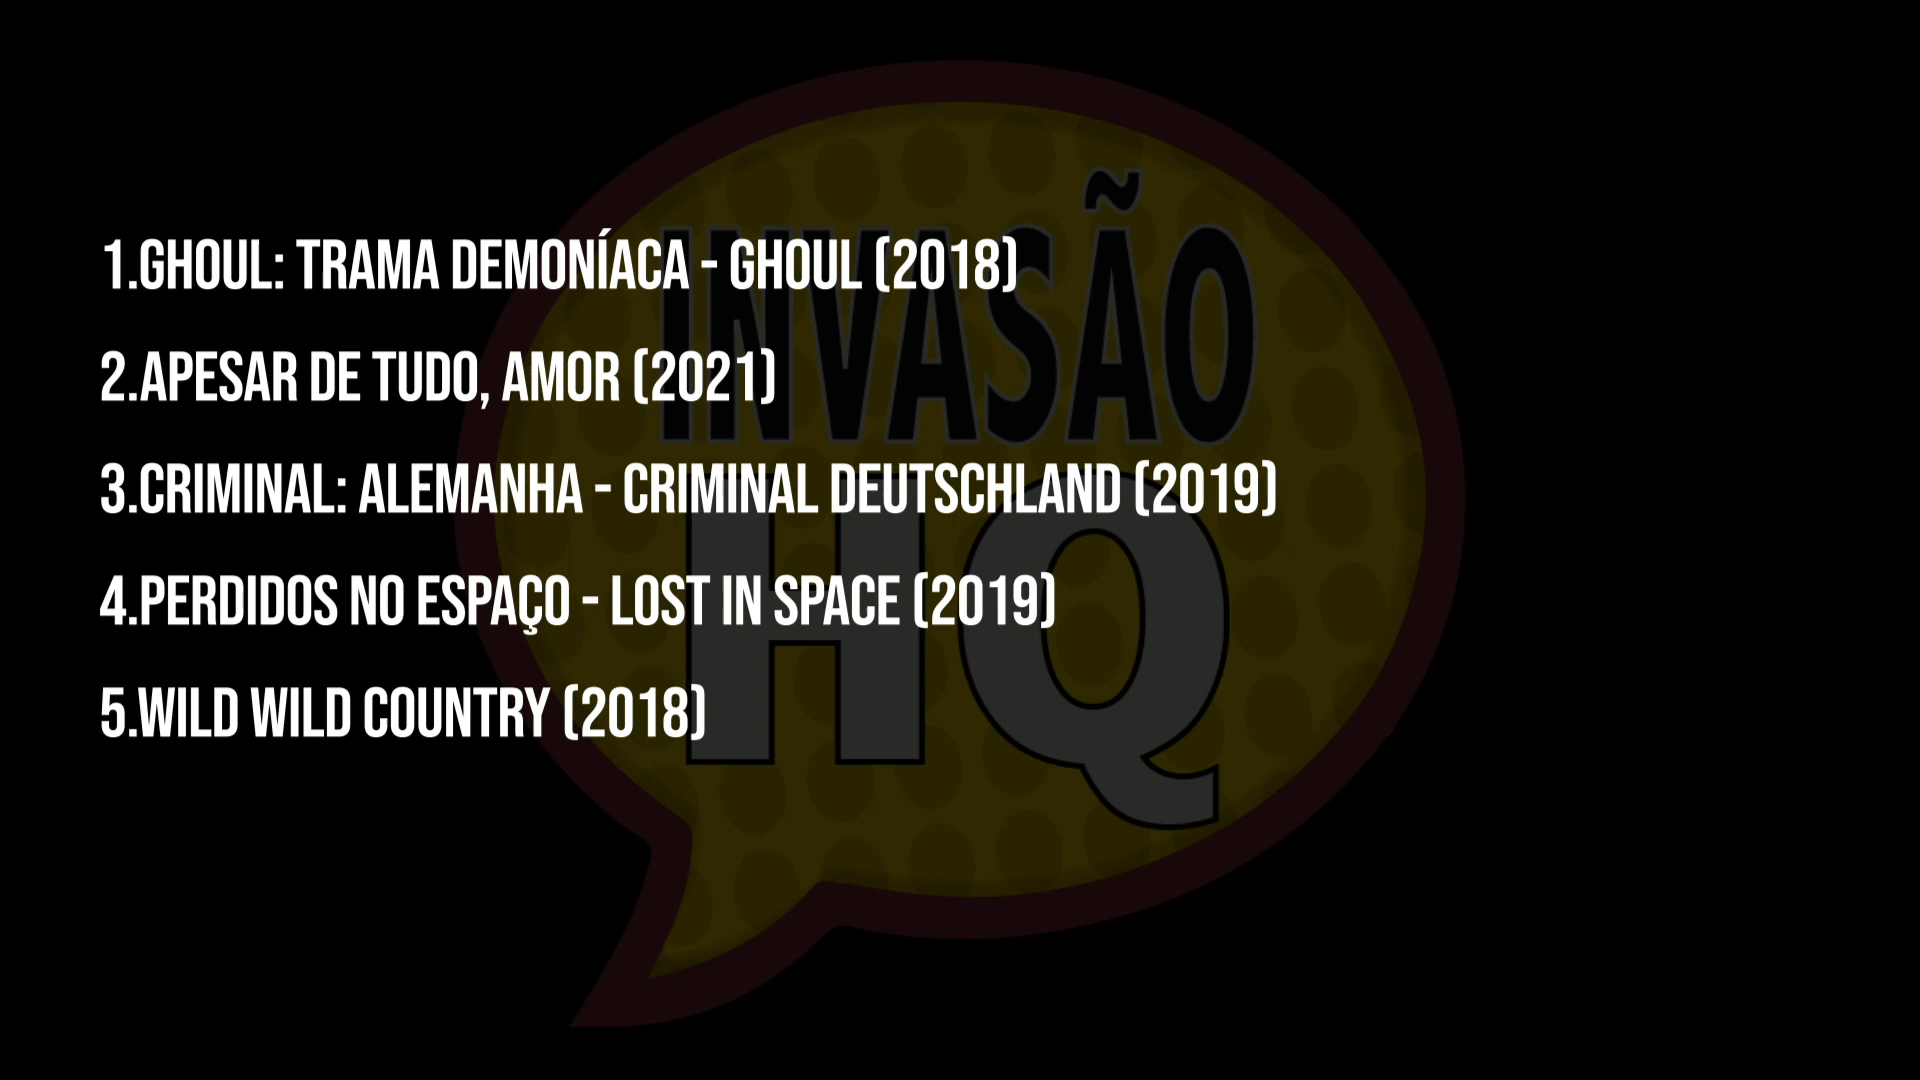 INVASÃO
HQ
1.GHOUL: TRAMA DEMONÍACA - GHOUL (2018)
2.APESAR DE TUDO, AMOR (2021)
3.CRIMINAL: ALEMANHA - CRIMINAL DEUTSCHLAND (2019)
4.PERDIDOS NO ESPAÇO - LOST IN SPACE (2019)
5.WILD WILD COUNTRY (2018)